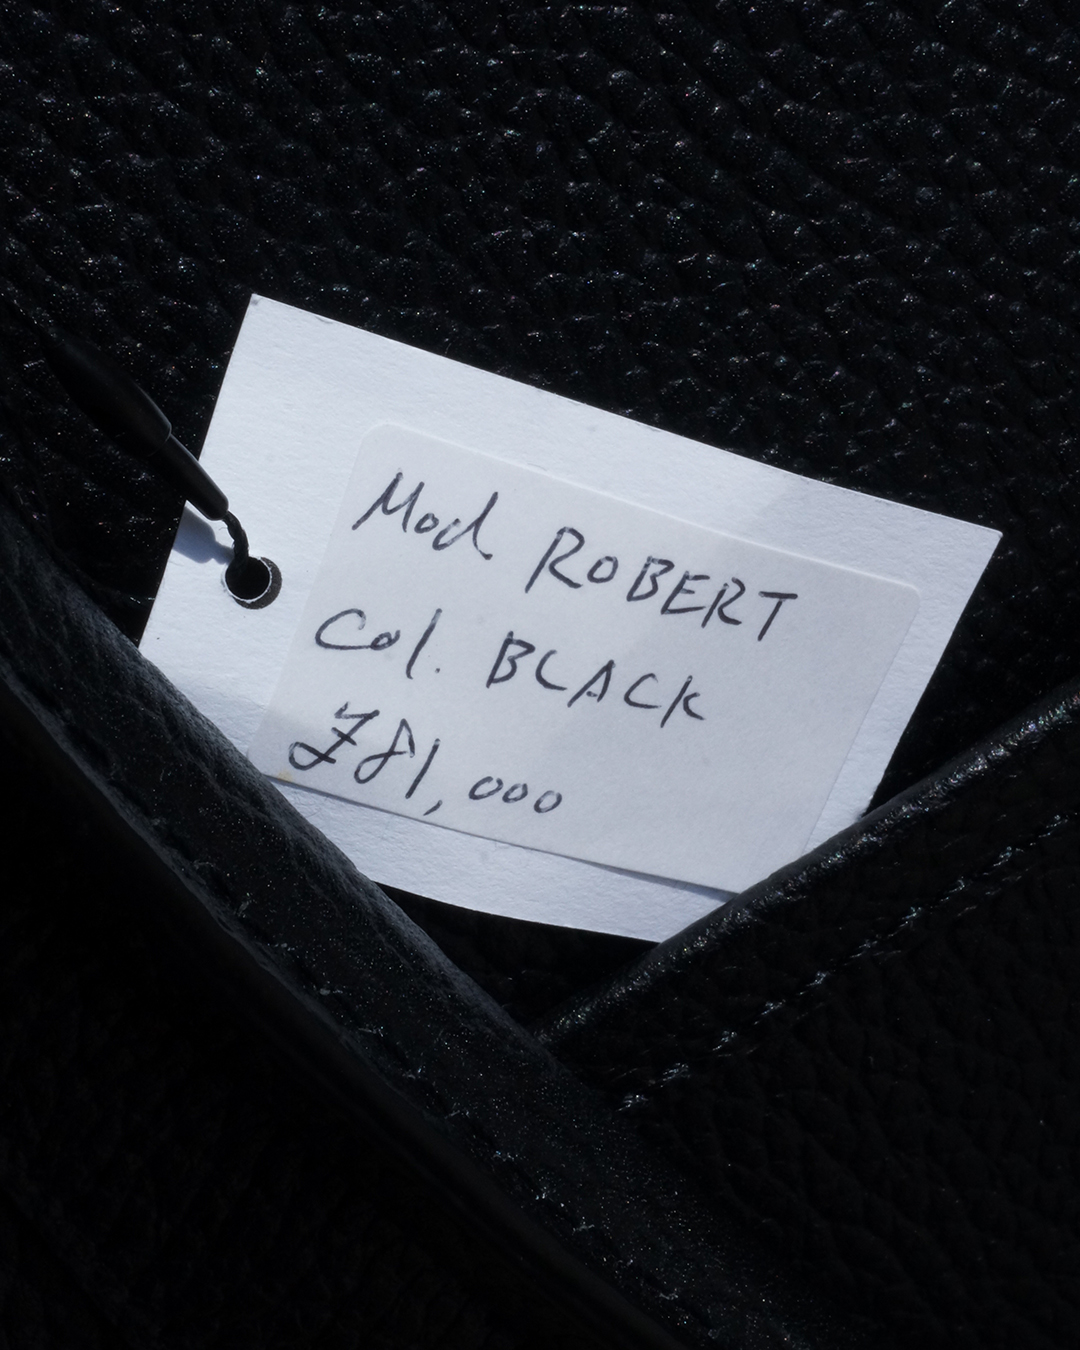 Mod ROBERT
Col. BLACK
¥81,000